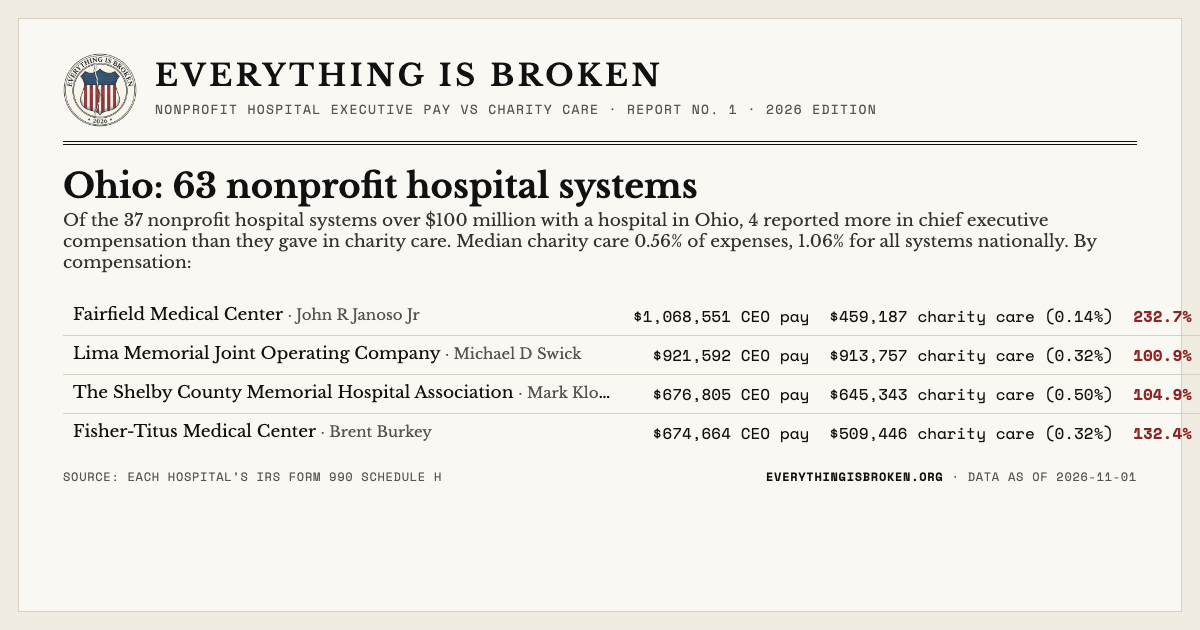 EVERYTHING IS BROKEN
· 2026 ·
EVERYTHING IS BROKEN
NONPROFIT HOSPITAL EXECUTIVE PAY VS CHARITY CARE · REPORT NO. 1 · 2026 EDITION
Ohio: 63 nonprofit hospital systems
Of the 37 nonprofit hospital systems over $100 million with a hospital in Ohio, 4 reported more in chief executive
compensation than they gave in charity care. Median charity care 0.56% of expenses, 1.06% for all systems nationally. By
compensation:
Fairfield Medical Center · John R Janoso Jr $1,068,551 CEO pay $459,187 charity care (0.14%) 232.7%
Lima Memorial Joint Operating Company · Michael D Swick $921,592 CEO pay $913,757 charity care (0.32%) 100.9%
The Shelby County Memorial Hospital Association · Mark Klo… $676,805 CEO pay $645,343 charity care (0.50%) 104.9%
Fisher-Titus Medical Center · Brent Burkey $674,664 CEO pay $509,446 charity care (0.32%) 132.4%
SOURCE: EACH HOSPITAL’S IRS FORM 990 SCHEDULE H EVERYTHINGISBROKEN.ORG · DATA AS OF 2026-11-01